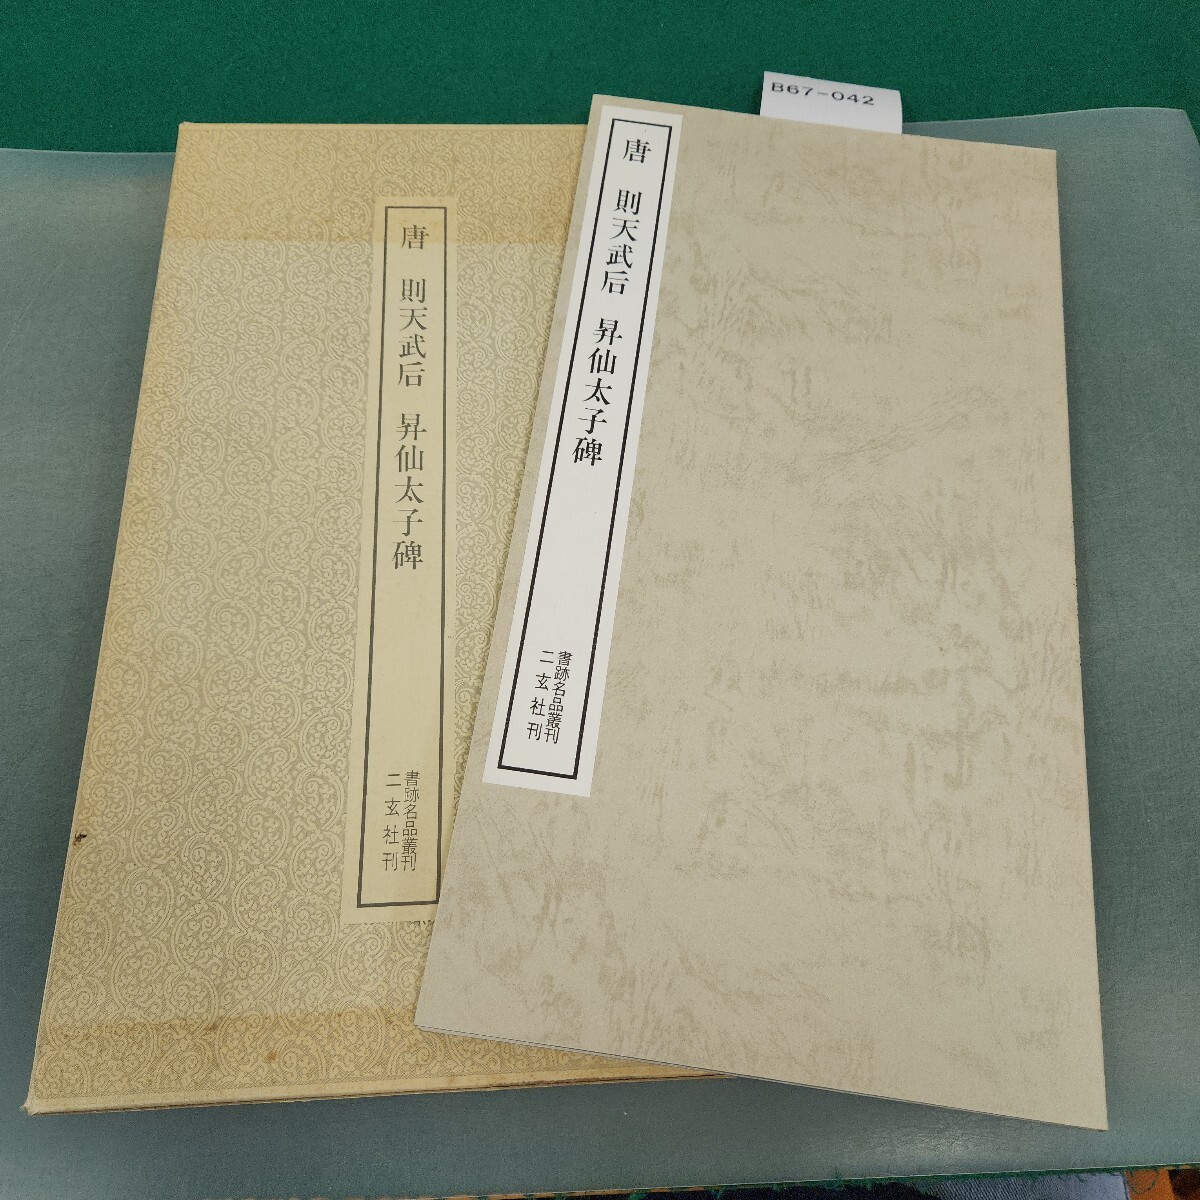 B67-042
唐 則天武后 昇仙太子碑
書跡名品叢刊
二玄社刊
唐 則天武后 昇仙太子碑
書跡名品叢刊
二玄社刊